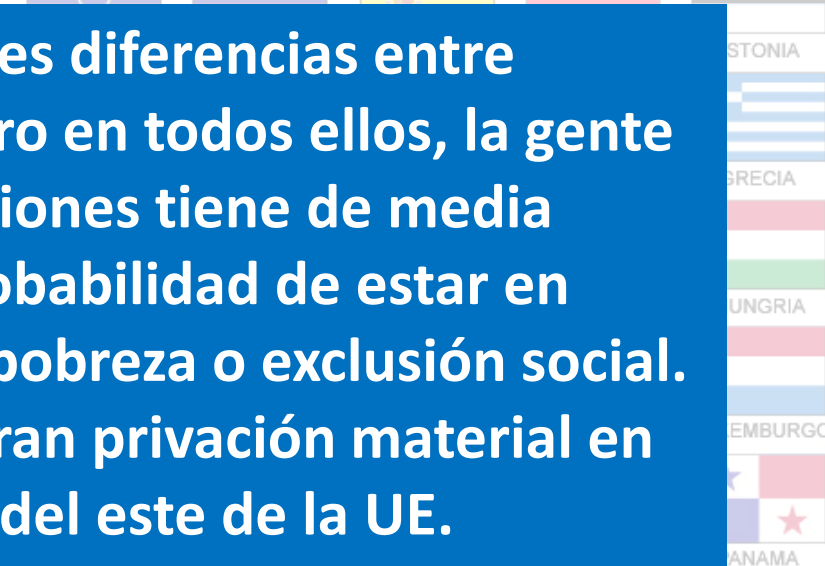 es diferencias entre
ro en todos ellos, la gente
iones tiene de media
obabilidad de estar en
pobreza o exclusión social.
ran privación material en
del este de la UE.
STONIA
GRECIA
UNGRIA
EMBURGO
ANAMA